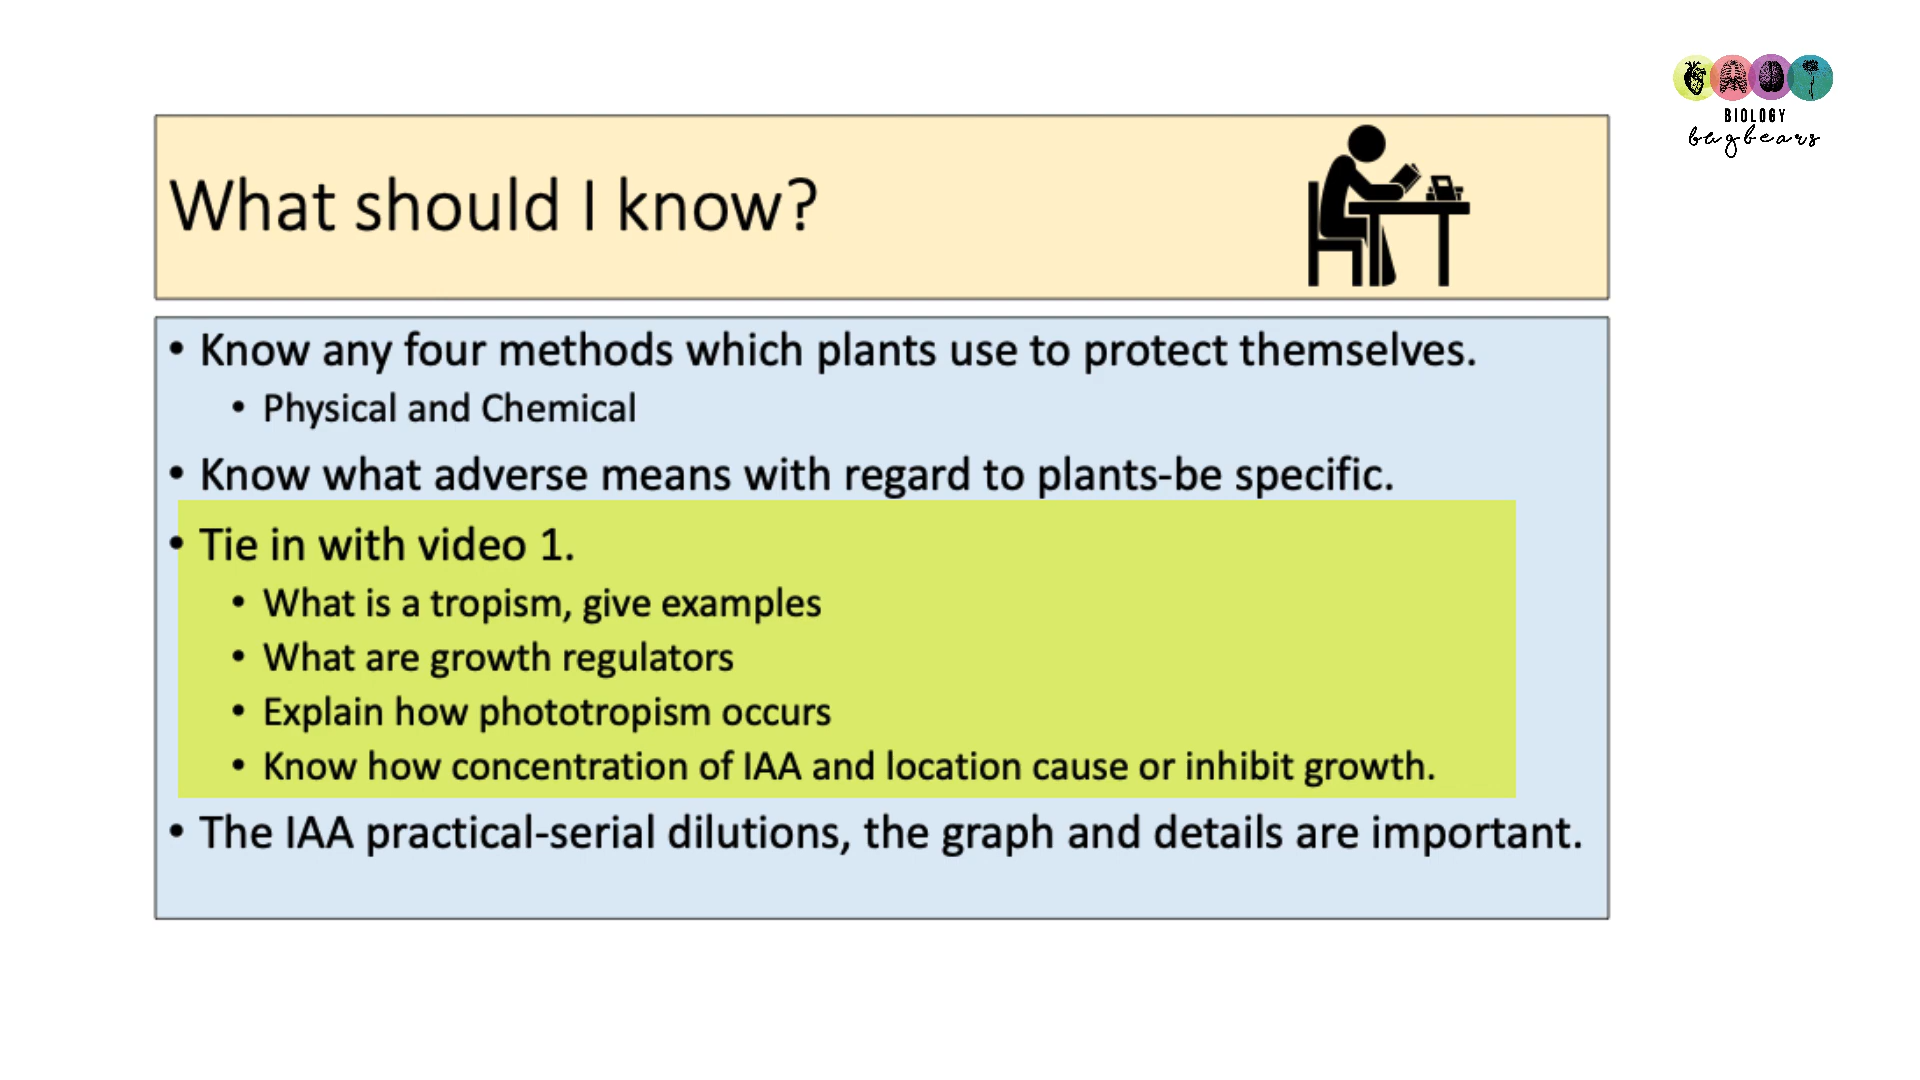 BIOLOGY
bugbears
What should I know?
• Know any four methods which plants use to protect themselves.
• Physical and Chemical
• Know what adverse means with regard to plants-be specific.
• Tie in with video 1.
• What is a tropism, give examples
• What are growth regulators
• Explain how phototropism occurs
• Know how concentration of IAA and location cause or inhibit growth.
• The IAA practical-serial dilutions, the graph and details are important.